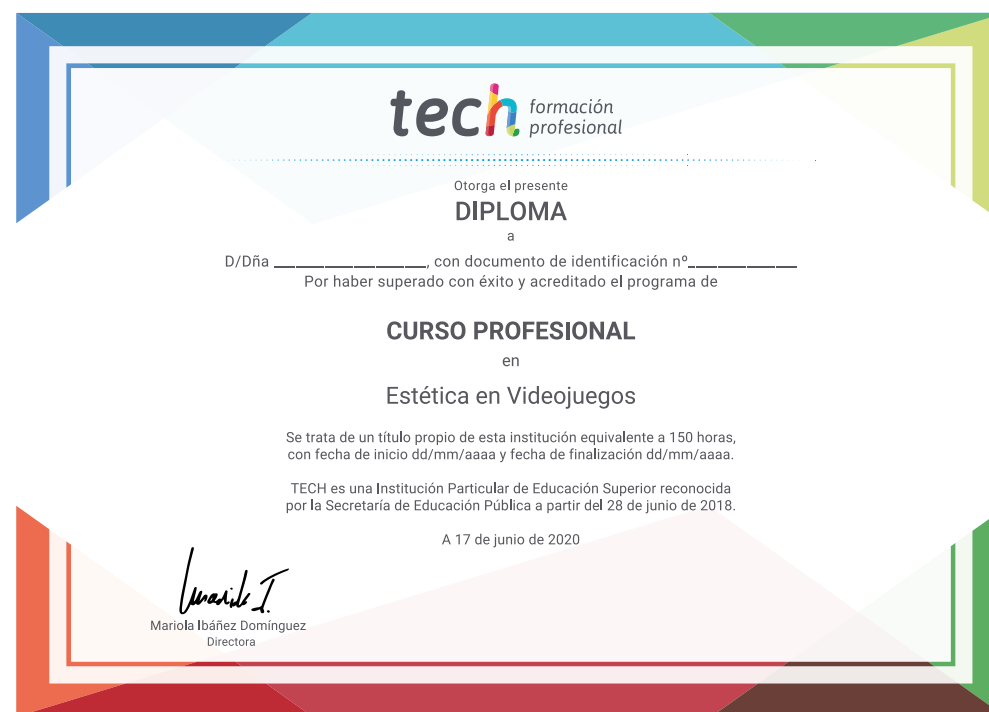 tech formación
profesional
Otorga el presente
DIPLOMA
a
D/Dña ______________, con documento de identificación nº__________
Por haber superado con éxito y acreditado el programa de
CURSO PROFESIONAL
en
Estética en Videojuegos
Se trata de un título propio de esta institución equivalente a 150 horas,
con fecha de inicio dd/mm/aaaa y fecha de finalización dd/mm/aaaa.
TECH es una Institución Particular de Educación Superior reconocida
por la Secretaría de Educación Pública a partir del 28 de junio de 2018.
A 17 de junio de 2020
Mariola Ibáñez Domínguez
Directora